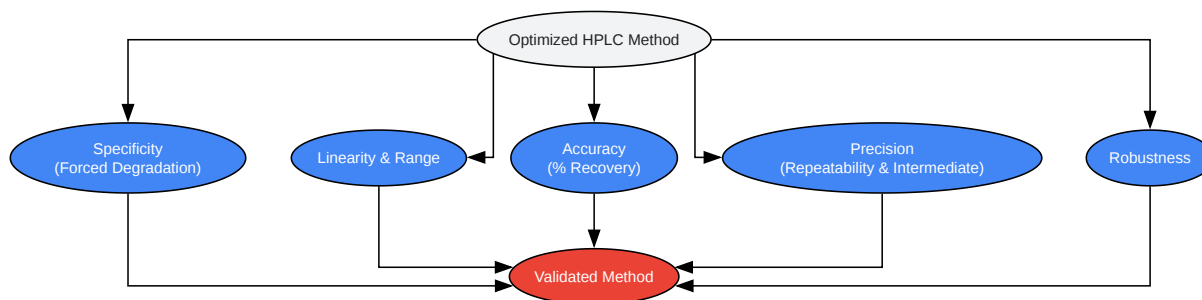 Optimized HPLC Method
Specificity
(Forced Degradation)
Linearity & Range
Accuracy
(% Recovery)
Precision
(Repeatability & Intermediate)
Robustness
Validated Method